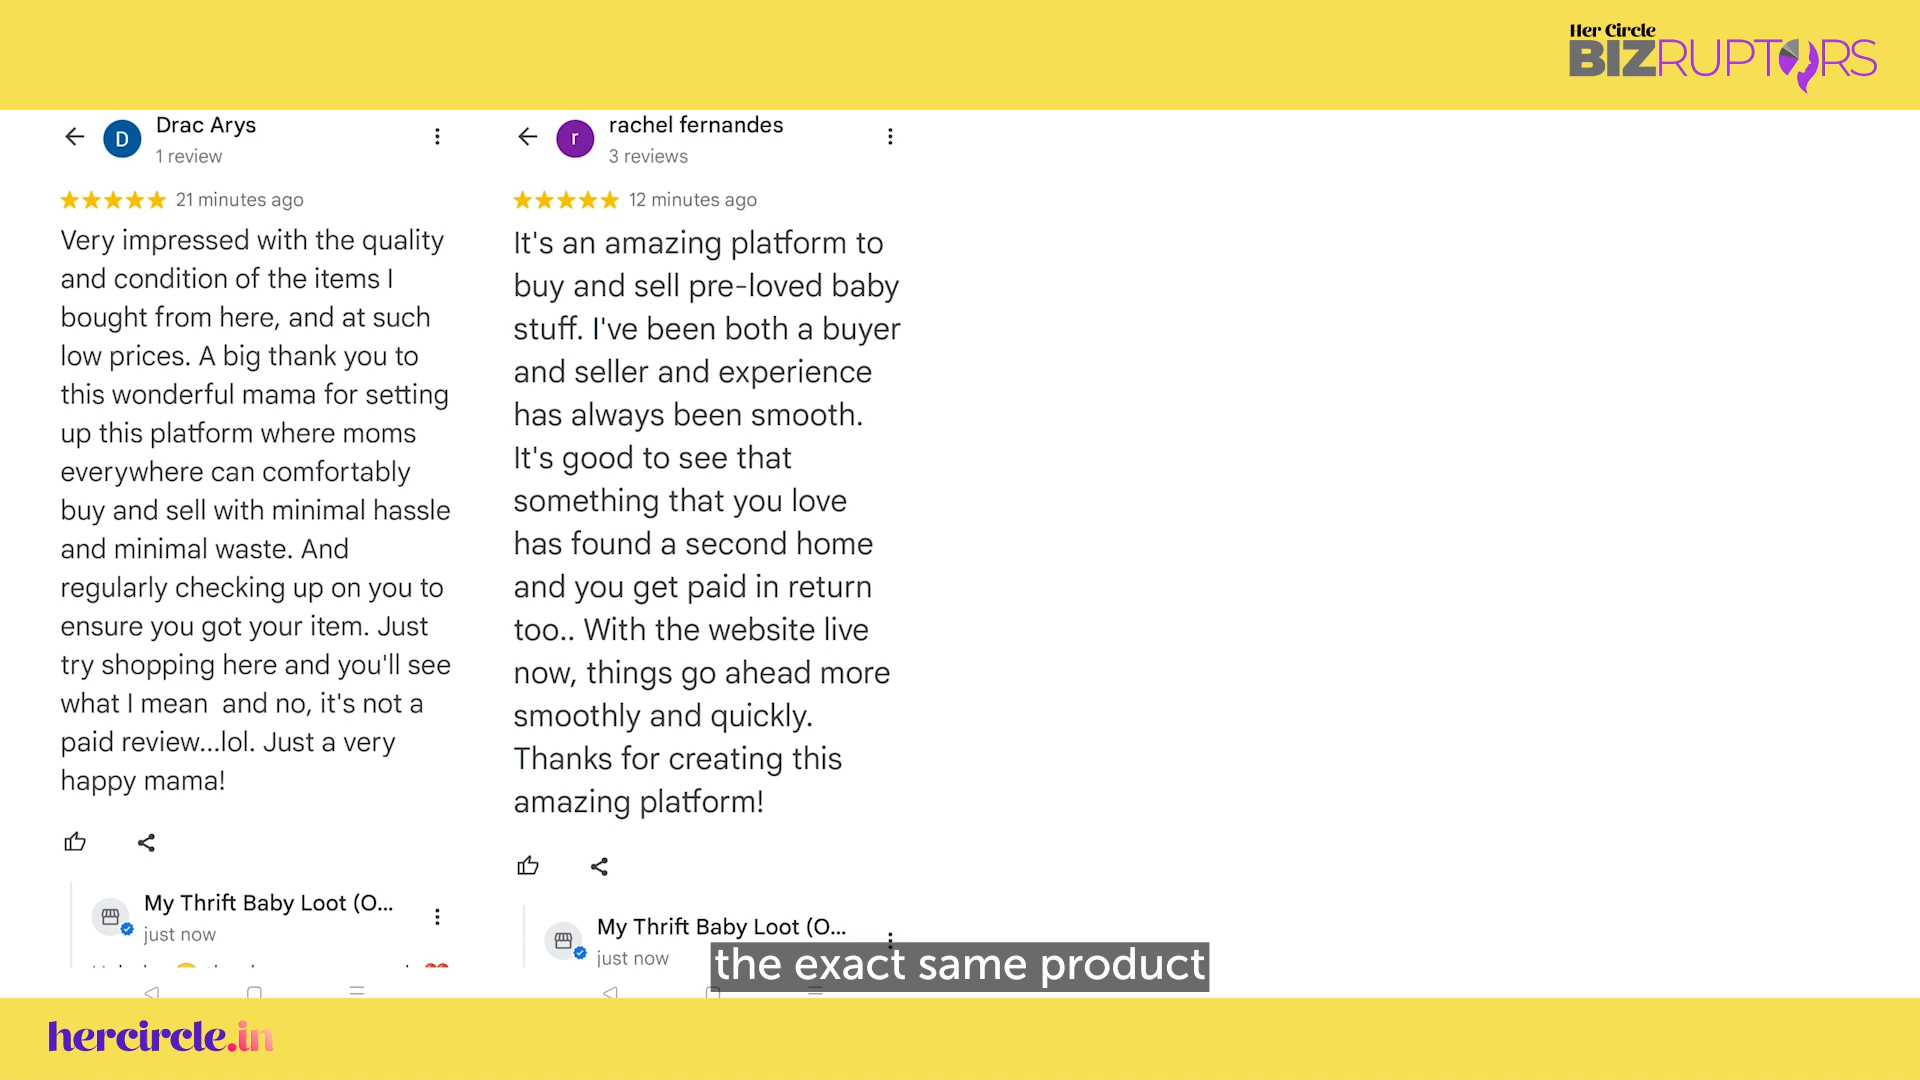 Her Circle
BIZRUPTORS
Drac Arys
1 review
21 minutes ago
Very impressed with the quality
and condition of the items I
bought from here, and at such
low prices. A big thank you to
this wonderful mama for setting
up this platform where moms
everywhere can comfortably
buy and sell with minimal hassle
and minimal waste. And
regularly checking up on you to
ensure you got your item. Just
try shopping here and you'll see
what I mean  and no, it's not a
paid review...lol. Just a very
happy mama!
My Thrift Baby Loot (O...
just now
rachel fernandes
3 reviews
12 minutes ago
It's an amazing platform to
buy and sell pre-loved baby
stuff. I've been both a buyer
and seller and experience
has always been smooth.
It's good to see that
something that you love
has found a second home
and you get paid in return
too.. With the website live
now, things go ahead more
smoothly and quickly.
Thanks for creating this
amazing platform!
My Thrift Baby Loot (O...
just now
the exact same product
hercircle.in